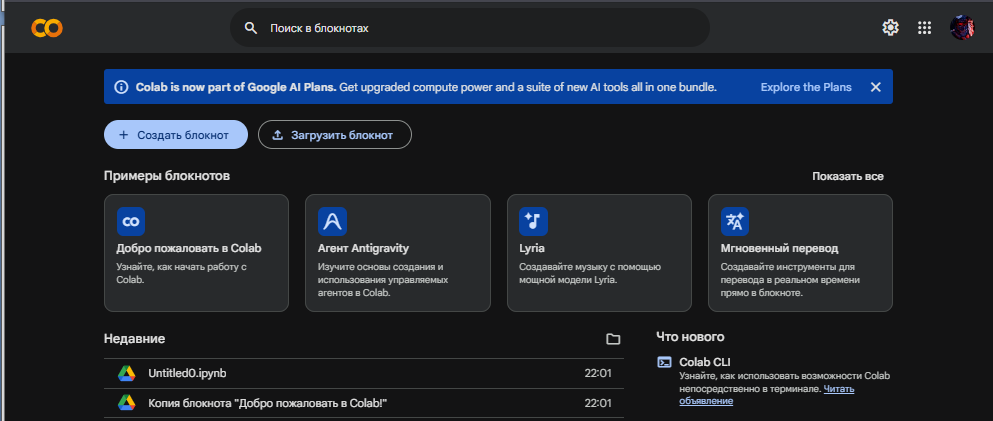 Поиск в блокнотах
Colab is now part of Google AI Plans. Get upgraded compute power and a suite of new AI tools all in one bundle.
Explore the Plans
+ Создать блокнот
Загрузить блокнот
Примеры блокнотов
Показать все
Добро пожаловать в Colab
Узнайте, как начать работу с
Colab.
Агент Antigravity
Изучите основы создания и
использования управляемых
агентов в Colab.
Lyria
Создавайте музыку с помощью
мощной модели Lyria.
Мгновенный перевод
Создавайте инструменты для
перевода в реальном времени
прямо в блокноте.
Недавние
Untitled0.ipynb 22:01
Копия блокнота "Добро пожаловать в Colab!" 22:01
Что нового
Colab CLI
Узнайте, как использовать возможности Colab
непосредственно в терминале. Читать
объявление